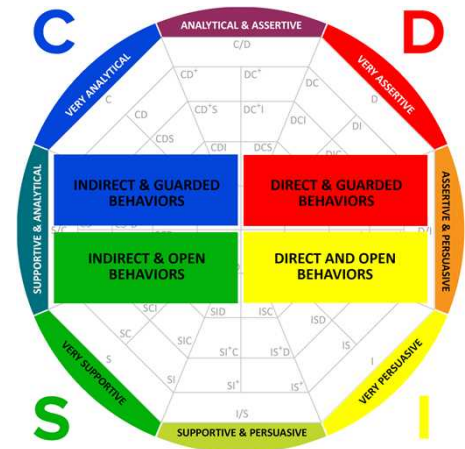 C
ANALYTICAL & ASSERTIVE
D
VERY ANALYTICAL
VERY ASSERTIVE
C/D
CD⁺
DC⁺
C
CD
CD⁺S
DC⁺I
DC
D
CDS
DCI
DI
CDI
DCS
SUPPORTIVE & ANALYTICAL
INDIRECT & GUARDED
BEHAVIORS
DIRECT & GUARDED
BEHAVIORS
ASSERTIVE & PERSUASIVE
INDIRECT & OPEN
BEHAVIORS
DIRECT AND OPEN
BEHAVIORS
SCI
SID
ISC
ISD
SC
SIC
SI⁺C
IS⁺D
IS
S
SI
SI⁺
IS⁺
I
I/S
VERY SUPPORTIVE
VERY PERSUASIVE
S
SUPPORTIVE & PERSUASIVE
I